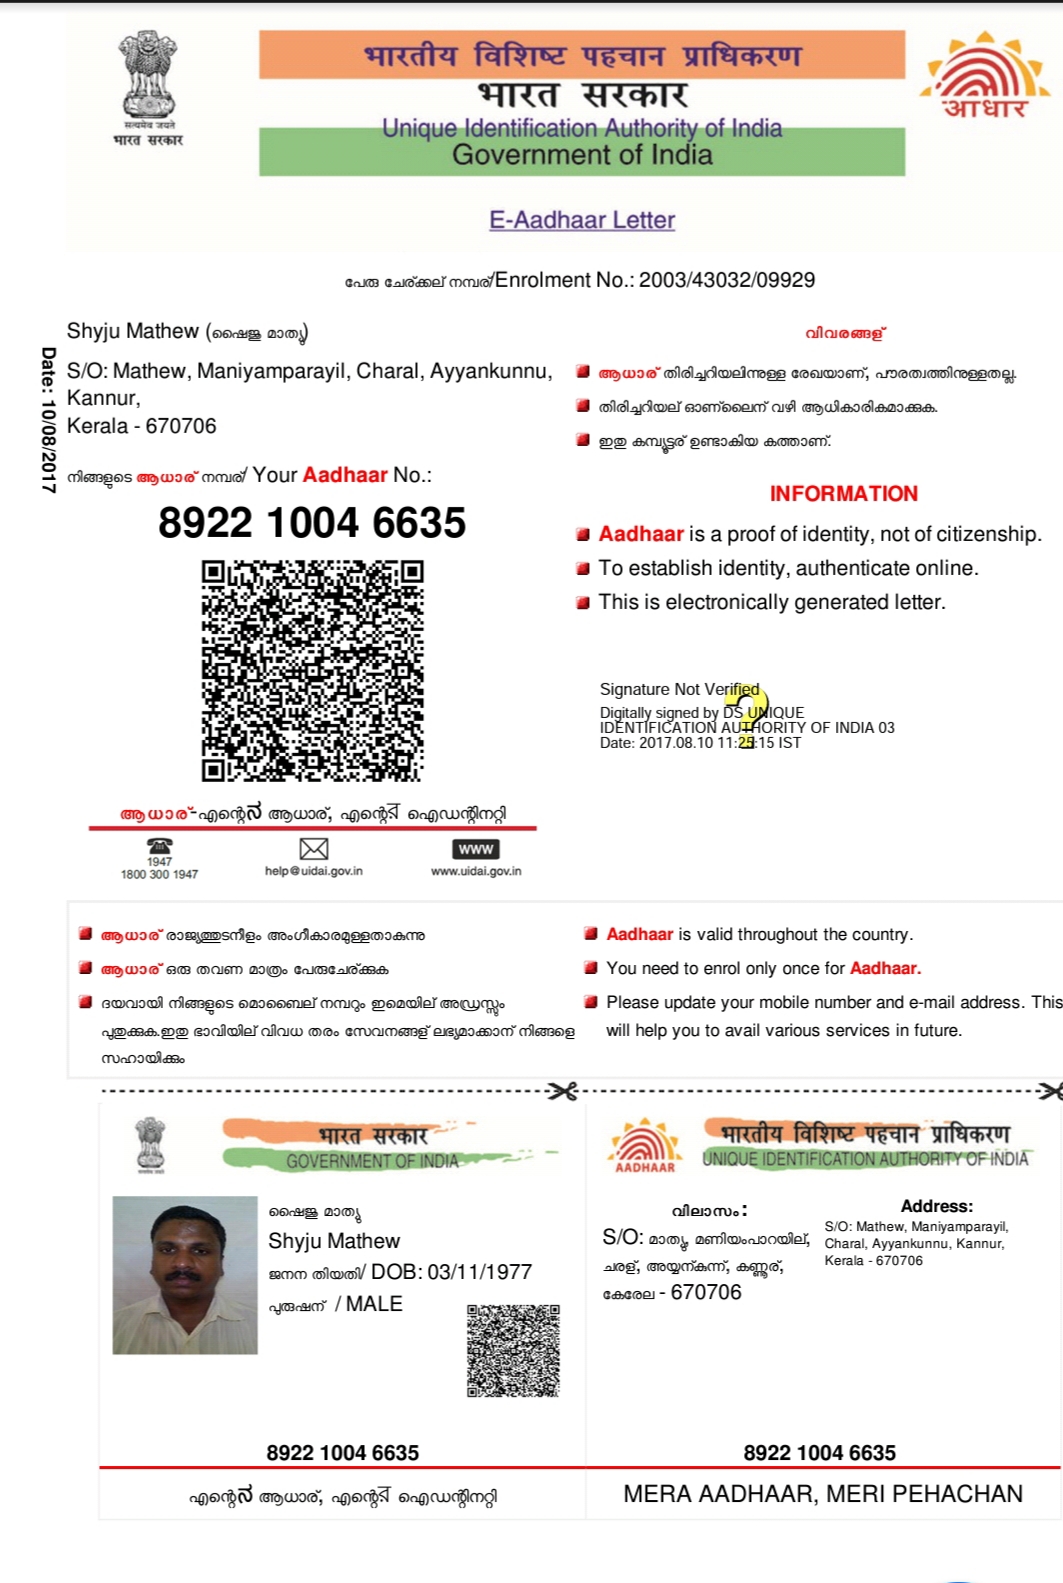 भारतीय विशिष्ट पहचान प्राधिकरण
भारत सरकार
Unique Identification Authority of India
Government of India
सत्यमेव जयते
भारत सरकार
आधार
E-Aadhaar Letter
പേരു ചേര്ക്കല് നമ്പര്/Enrolment No.: 2003/43032/09929
Date: 10/08/2017
Shyju Mathew (ഷൈജു മാത്യു)
S/O: Mathew, Maniyamparayil, Charal, Ayyankunnu,
Kannur,
Kerala - 670706
നിങ്ങളുടെ ആധാര് നമ്പര്/ Your Aadhaar No.:
8922 1004 6635
വിവരങ്ങള്
ആധാര് തിരിച്ചറിയലിന്നുള്ള രേഖയാണ്, പൗരത്വത്തിനുള്ളതല്ല.
തിരിച്ചറിയല് ഓണ്ലൈന് വഴി ആധികാരികമാക്കുക.
ഇതു കമ്പ്യൂട്ടര് ഉണ്ടാകിയ കത്താണ്.
INFORMATION
Aadhaar is a proof of identity, not of citizenship.
To establish identity, authenticate online.
This is electronically generated letter.
Signature Not Verified
Digitally signed by DS UNIQUE
IDENTIFICATION AUTHORITY OF INDIA 03
Date: 2017.08.10 11:25:15 IST
ആധാര്-എന്റെ ആധാര്, എന്റെ ഐഡന്റിനറ്റി
1947
1800 300 1947
help@uidai.gov.in
www
www.uidai.gov.in
ആധാര് രാജ്യത്തുടനീളം അംഗീകാരമുള്ളതാകുന്നു
ആധാര് ഒരു തവണ മാത്രം പേരുചേര്ക്കുക
ദയവായി നിങ്ങളുടെ മൊബൈല് നമ്പറും ഇമെയില് അഡ്രസ്സും
പുതുക്കുക.ഇതു ഭാവിയില് വിവധ തരം സേവനങ്ങള് ലഭ്യമാക്കാന് നിങ്ങളെ
സഹായിക്കും
Aadhaar is valid throughout the country.
You need to enrol only once for Aadhaar.
Please update your mobile number and e-mail address. This
will help you to avail various services in future.
भारत सरकार
GOVERNMENT OF INDIA
ഷൈജു മാത്യു
Shyju Mathew
ജനന തിയതി/ DOB: 03/11/1977
പുരുഷന് / MALE
8922 1004 6635
എന്റെ ആധാര്, എന്റെ ഐഡന്റിനറ്റി
AADHAAR
भारतीय विशिष्ट पहचान प्राधिकरण
UNIQUE IDENTIFICATION AUTHORITY OF INDIA
വിലാസം:
S/O: മാത്യു, മണിയംപാറയില്,
ചരള്, അയ്യന്കുന്ന്, കണ്ണൂര്,
കേരേല - 670706
Address:
S/O: Mathew, Maniyamparayil,
Charal, Ayyankunnu, Kannur,
Kerala - 670706
8922 1004 6635
MERA AADHAAR, MERI PEHACHAN